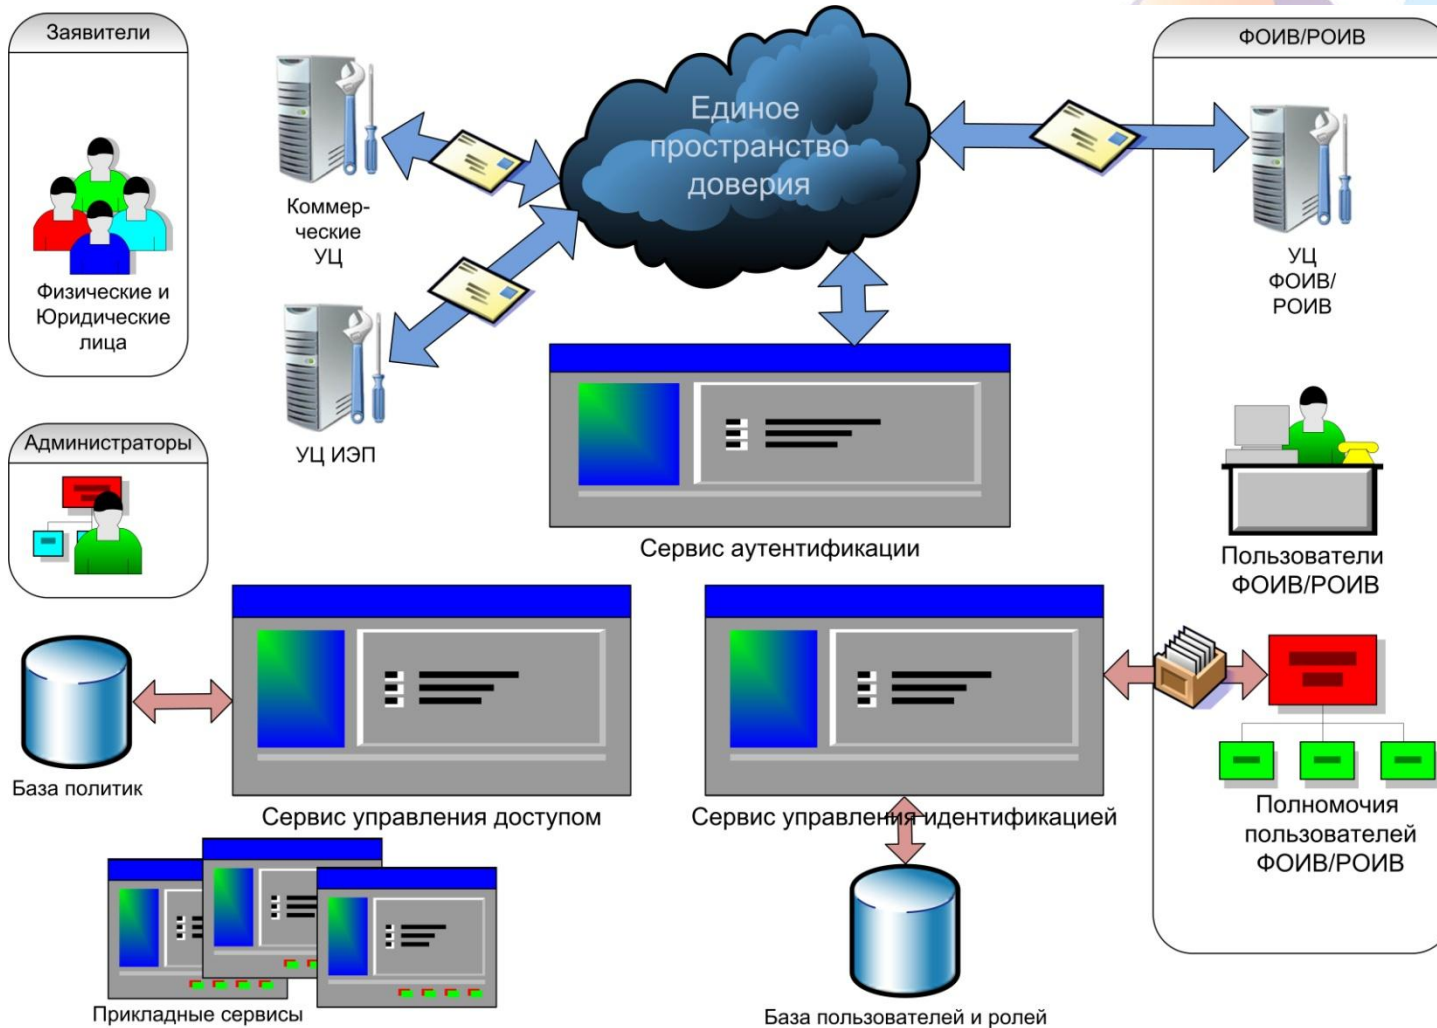 Заявители
Физические и
Юридические
лица
Коммер-
ческие
УЦ
УЦ ИЭП
Единое
пространство
доверия
ФОИВ/РОИВ
УЦ
ФОИВ/
РОИВ
Администраторы
Сервис аутентификации
Пользователи
ФОИВ/РОИВ
База политик
Сервис управления доступом
Сервис управления идентификацией
Полномочия
пользователей
ФОИВ/РОИВ
Прикладные сервисы
База пользователей и ролей